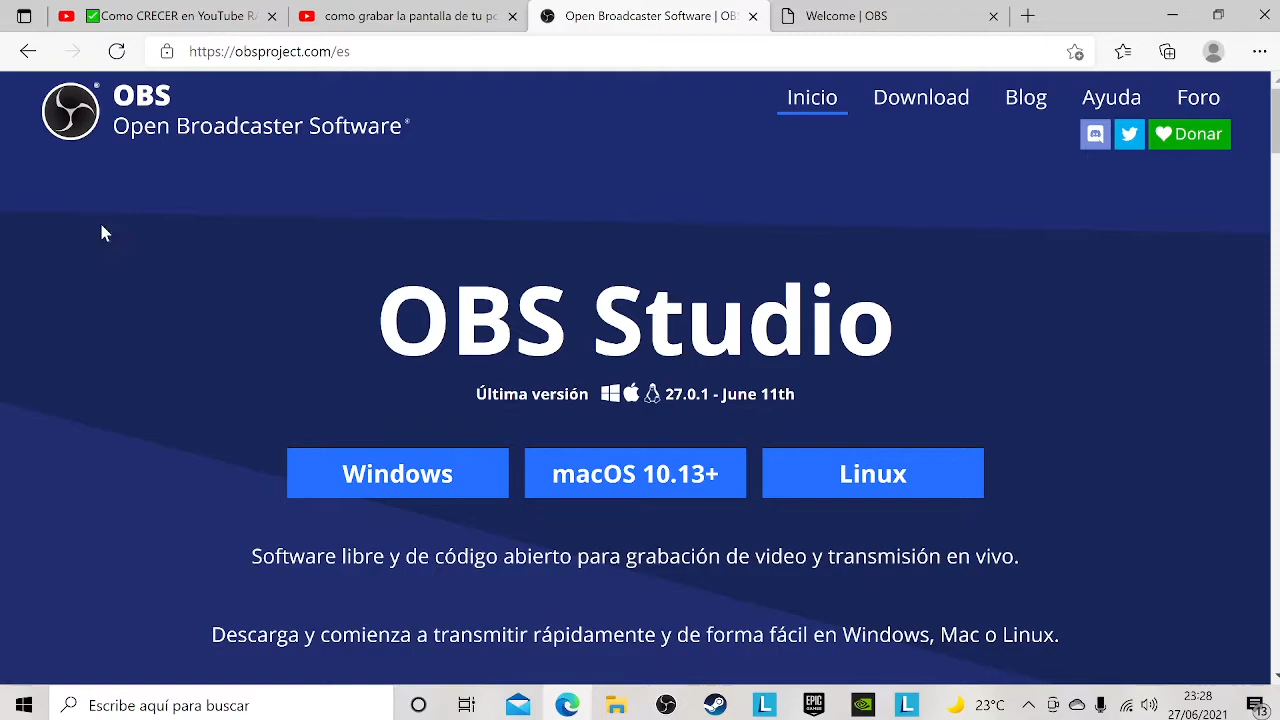 ✅Como CRECER en YouTube R
como grabar la pantalla de tu p
Open Broadcaster Software | OBS
Welcome | OBS
https://obsproject.com/es
OBS
Open Broadcaster Software
Inicio
Download
Blog
Ayuda
Foro
Donar
OBS Studio
Última versión 27.0.1 - June 11th
Windows
macOS 10.13+
Linux
Software libre y de código abierto para grabación de video y transmisión en vivo.
Descarga y comienza a transmitir rápidamente y de forma fácil en Windows, Mac o Linux.
Escribe aquí para buscar
L
EPIC
GAMES
L
23°C
23:28
27/06/2021